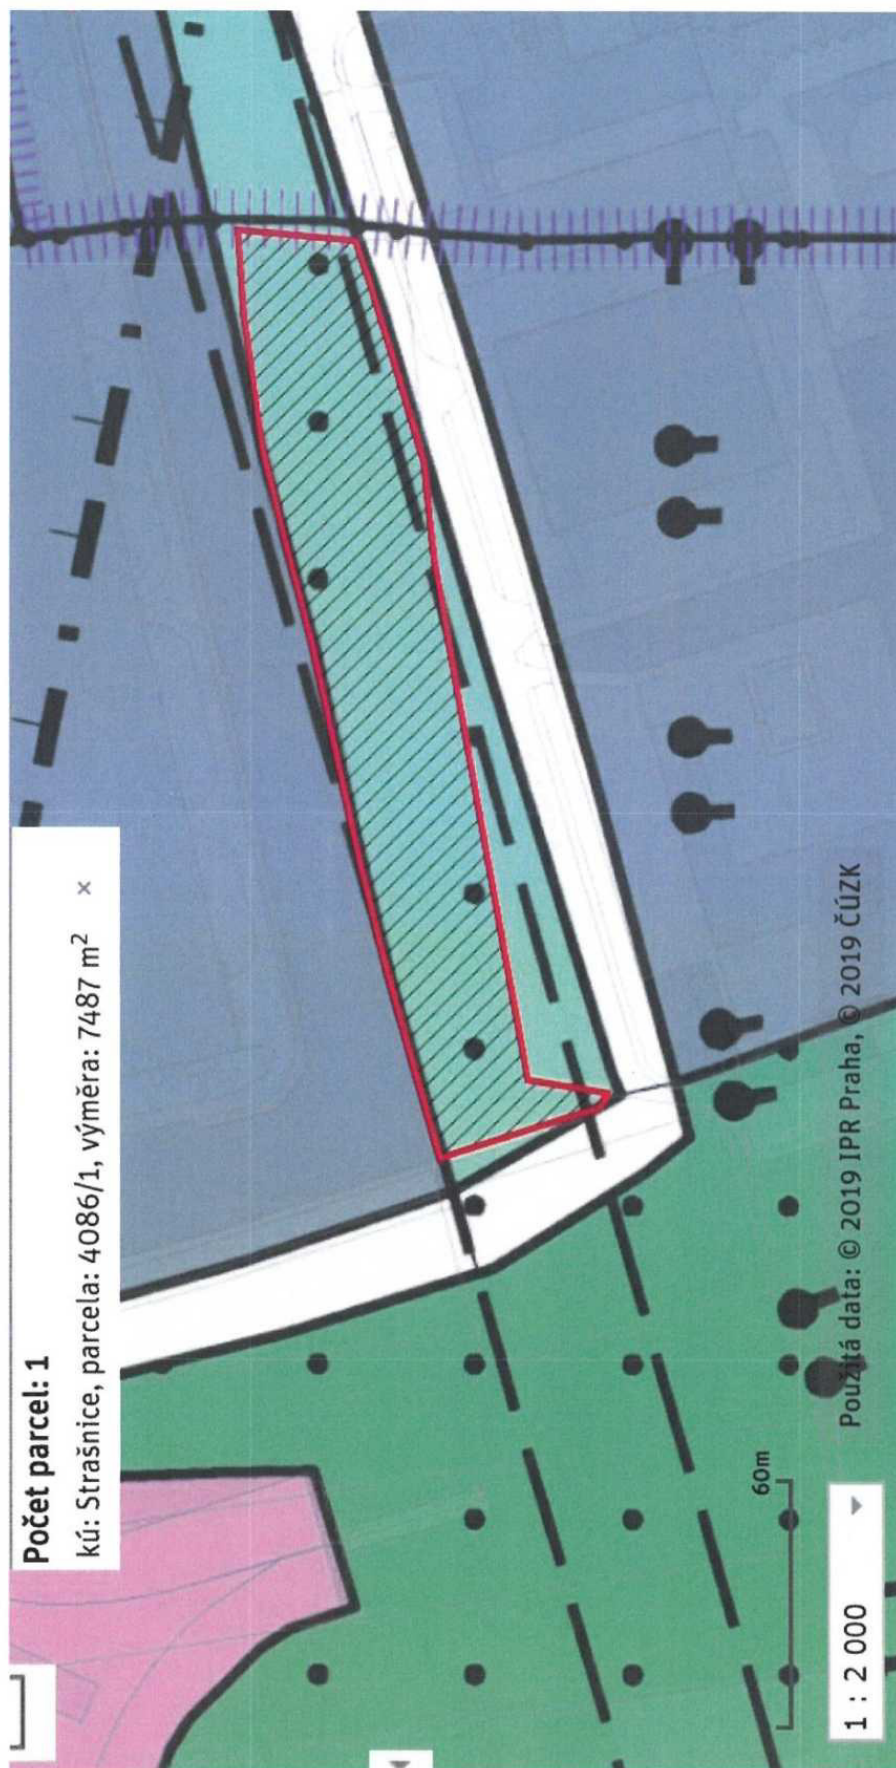 Počet parcel: 1
kú: Strašnice, parcela: 4086/1, výměra: 7487 m² ×
60m
1 : 2 000
Použitá data: © 2019 IPR Praha, © 2019 ČÚZK